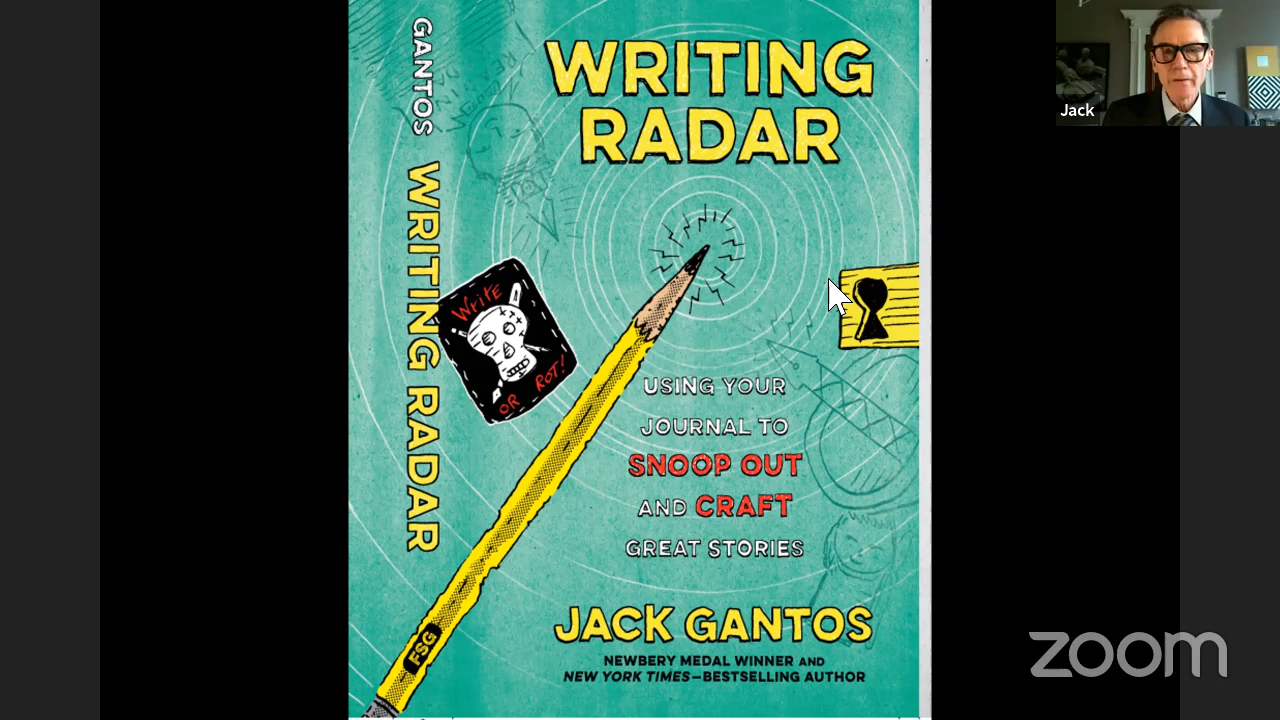 GANTOS WRITING RADAR
WRITING
RADAR
Write
OR ROT!
USING YOUR
JOURNAL TO
SNOOP OUT
AND CRAFT
GREAT STORIES
FSG
JACK GANTOS
NEWBERY MEDAL WINNER AND
NEW YORK TIMES–BESTSELLING AUTHOR
Jack
zoom